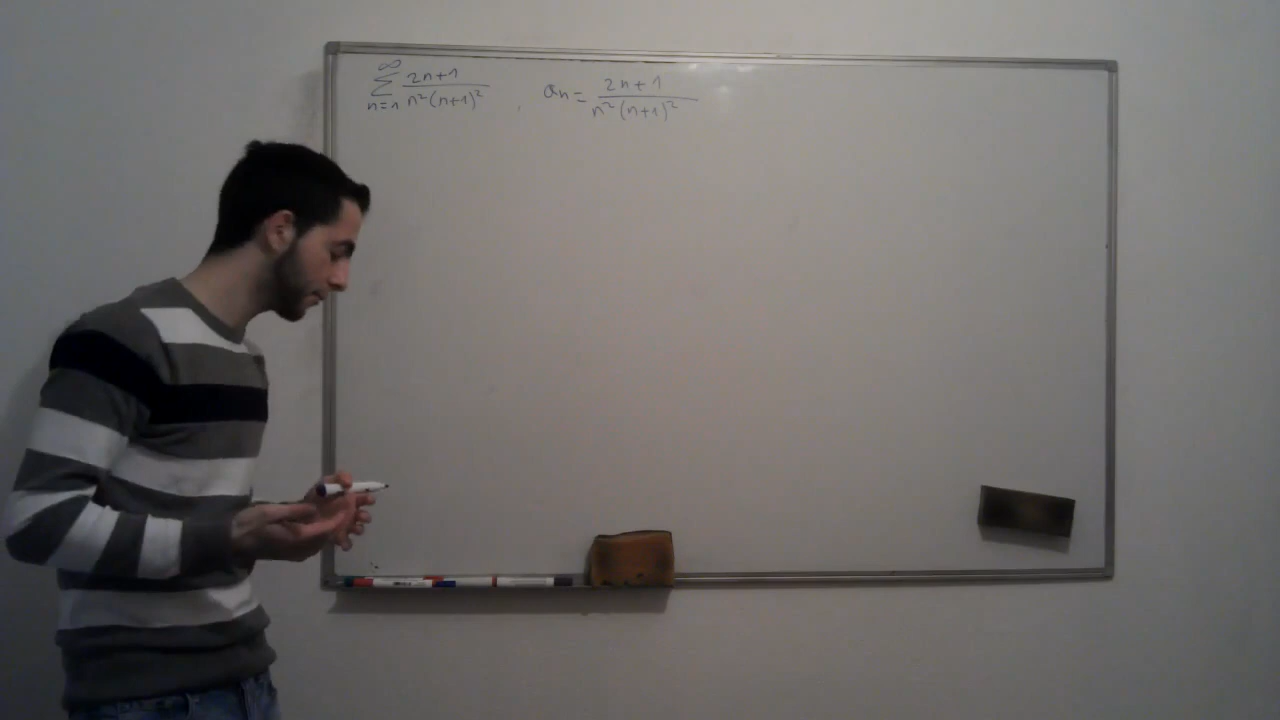 ∞∑n=1 2n+1/n²(n+1)² , an = 2n+1/n²(n+1)²